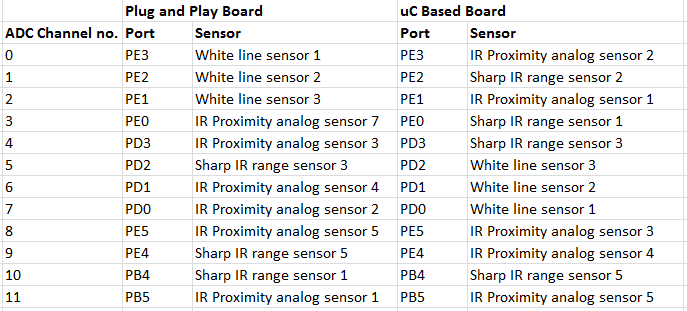 Plug and Play Board uC Based Board
ADC Channel no. Port Sensor Port Sensor
0 PE3 White line sensor 1 PE3 IR Proximity analog sensor 2
1 PE2 White line sensor 2 PE2 Sharp IR range sensor 2
2 PE1 White line sensor 3 PE1 IR Proximity analog sensor 1
3 PE0 IR Proximity analog sensor 7 PE0 Sharp IR range sensor 1
4 PD3 IR Proximity analog sensor 3 PD3 Sharp IR range sensor 3
5 PD2 Sharp IR range sensor 3 PD2 White line sensor 3
6 PD1 IR Proximity analog sensor 4 PD1 White line sensor 2
7 PD0 IR Proximity analog sensor 2 PD0 White line sensor 1
8 PE5 IR Proximity analog sensor 5 PE5 IR Proximity analog sensor 3
9 PE4 Sharp IR range sensor 5 PE4 IR Proximity analog sensor 4
10 PB4 Sharp IR range sensor 1 PB4 Sharp IR range sensor 5
11 PB5 IR Proximity analog sensor 1 PB5 IR Proximity analog sensor 5